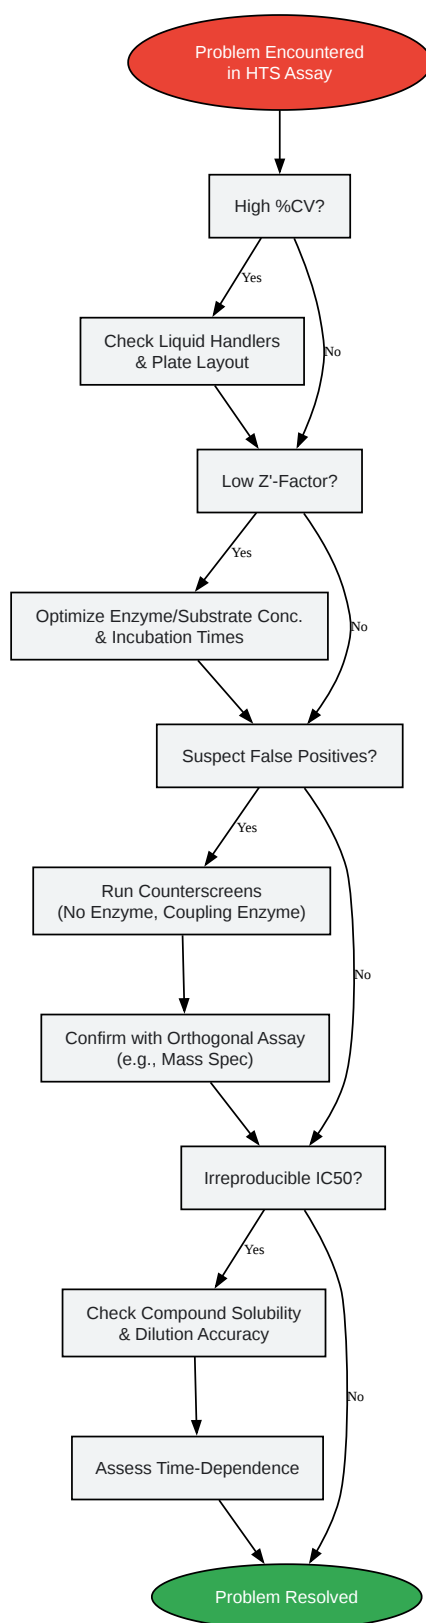 Problem Encountered
in HTS Assay
High %CV?
Yes
Check Liquid Handlers
& Plate Layout
No
Low Z'-Factor?
Yes
Optimize Enzyme/Substrate Conc.
& Incubation Times
No
Suspect False Positives?
Yes
Run Counterscreens
(No Enzyme, Coupling Enzyme)
No
Confirm with Orthogonal Assay
(e.g., Mass Spec)
Irreproducible IC50?
Yes
Check Compound Solubility
& Dilution Accuracy
No
Assess Time-Dependence
Problem Resolved